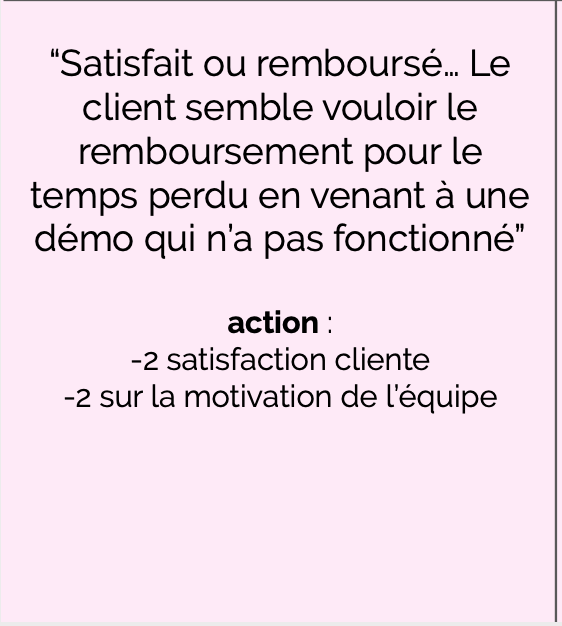 “Satisfait ou remboursé… Le
client semble vouloir le
remboursement pour le
temps perdu en venant à une
démo qui n’a pas fonctionné”
action :
-2 satisfaction cliente
-2 sur la motivation de l’équipe